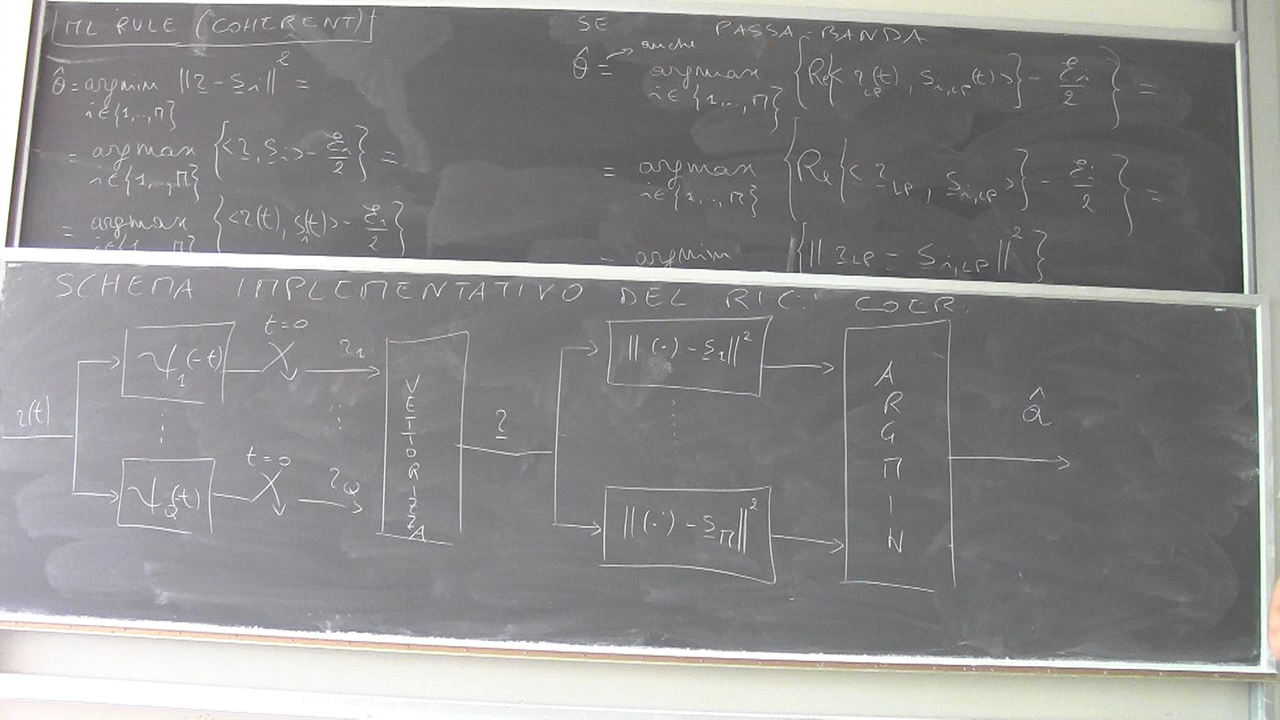 ML RULE (COHERENT)
θ̂ = argmin ‖r - s_i‖² =
i∈{1,..,M}
= argmax {<r, s_i> - ℰ_i/2} =
i∈{1,..,M}
= argmax {<r(t), s_i(t)> - ℰ_i/2}
i∈{1,..,M}
SE PASSA-BANDA
anche
θ̂ = argmax {Re{<r_LP(t), s_i,LP(t)>} - ℰ_i/2} =
i∈{1,..,M}
= argmax {Re{<r_LP, s_i,LP>} - ℰ_i/2} =
i∈{1,..,M}
= argmin {‖r_LP - s_i,LP‖²}
SCHEMA IMPLEMENTATIVO DEL RIC. COER.
r(t)
ψ_1(-t)
t=0
r_1
ψ_Q(-t)
t=0
r_Q
VETTORIZZA
r
‖(·) - s_1‖²
‖(·) - s_M‖²
ARGMIN
â